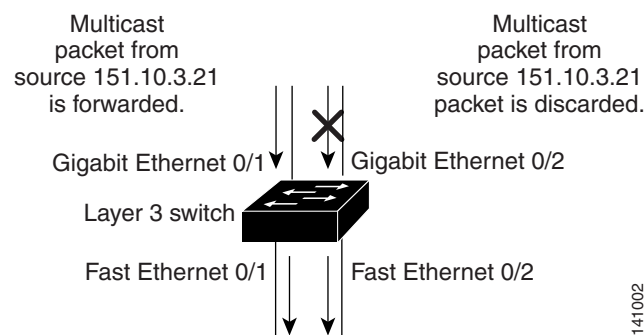 Multicast
packet from
source 151.10.3.21
is forwarded.
Multicast
packet from
source 151.10.3.21
packet is discarded.
Gigabit Ethernet 0/1
Gigabit Ethernet 0/2
Layer 3 switch
Fast Ethernet 0/1
Fast Ethernet 0/2
141002